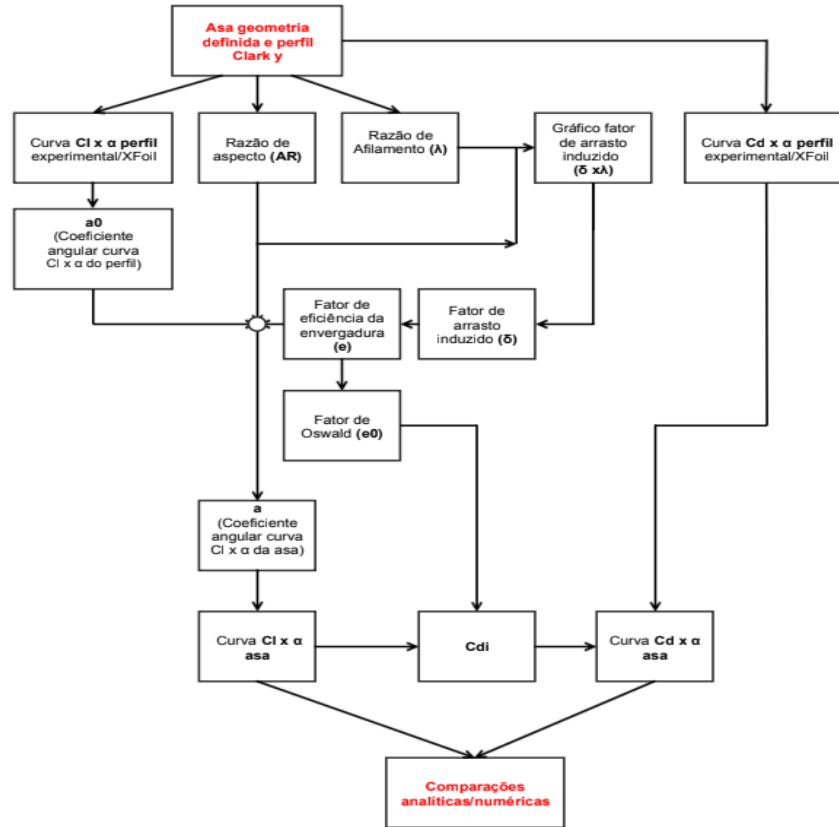 Asa geometria
definida e perfil
Clark y
Curva Cl x α perfil
experimental/XFoil
Razão de
aspecto (AR)
Razão de
Afilamento (λ)
Gráfico fator
de arrasto
induzido
(δ xλ)
Curva Cd x α perfil
experimental/XFoil
a0
(Coeficiente
angular curva
Cl x α do perfil)
Fator de
eficiência da
envergadura
(e)
Fator de
arrasto
induzido (δ)
Fator de
Oswald (e0)
a
(Coeficiente
angular curva
Cl x α da asa)
Curva Cl x α
asa
Cdi
Curva Cd x α
asa
Comparações
analíticas/numéricas